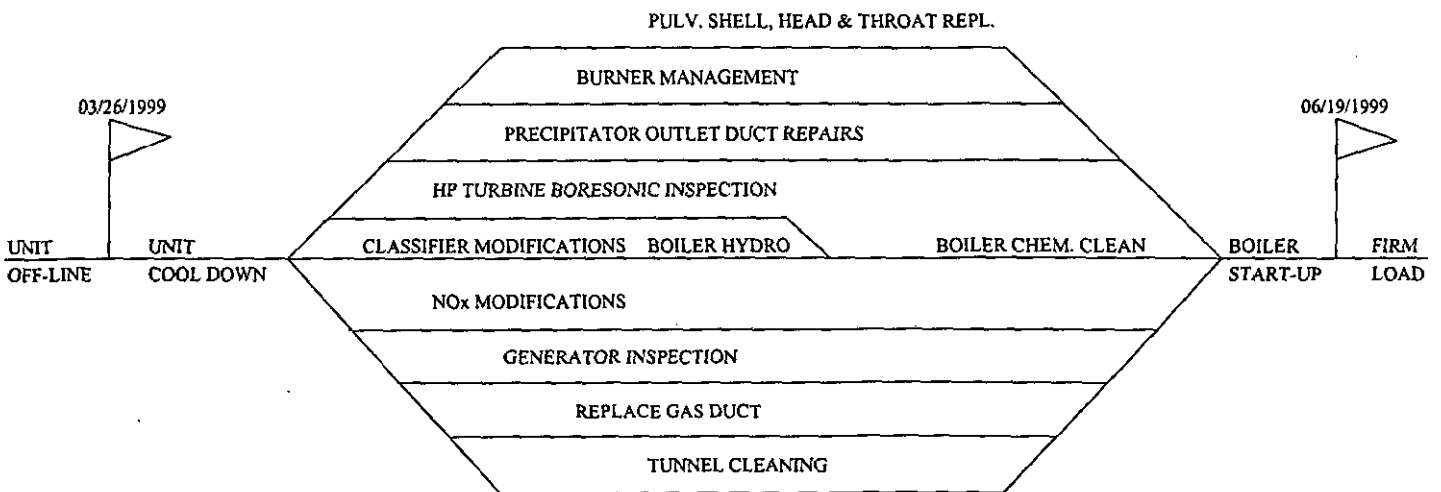 PULV. SHELL, HEAD & THROAT REPL.
BURNER MANAGEMENT
03/26/1999
06/19/1999
PRECIPITATOR OUTLET DUCT REPAIRS
HP TURBINE BORESONIC INSPECTION
UNIT OFF-LINE
UNIT COOL DOWN
CLASSIFIER MODIFICATIONS
BOILER HYDRO
BOILER CHEM. CLEAN
BOILER START-UP
FIRM LOAD
NOx MODIFICATIONS
GENERATOR INSPECTION
REPLACE GAS DUCT
TUNNEL CLEANING